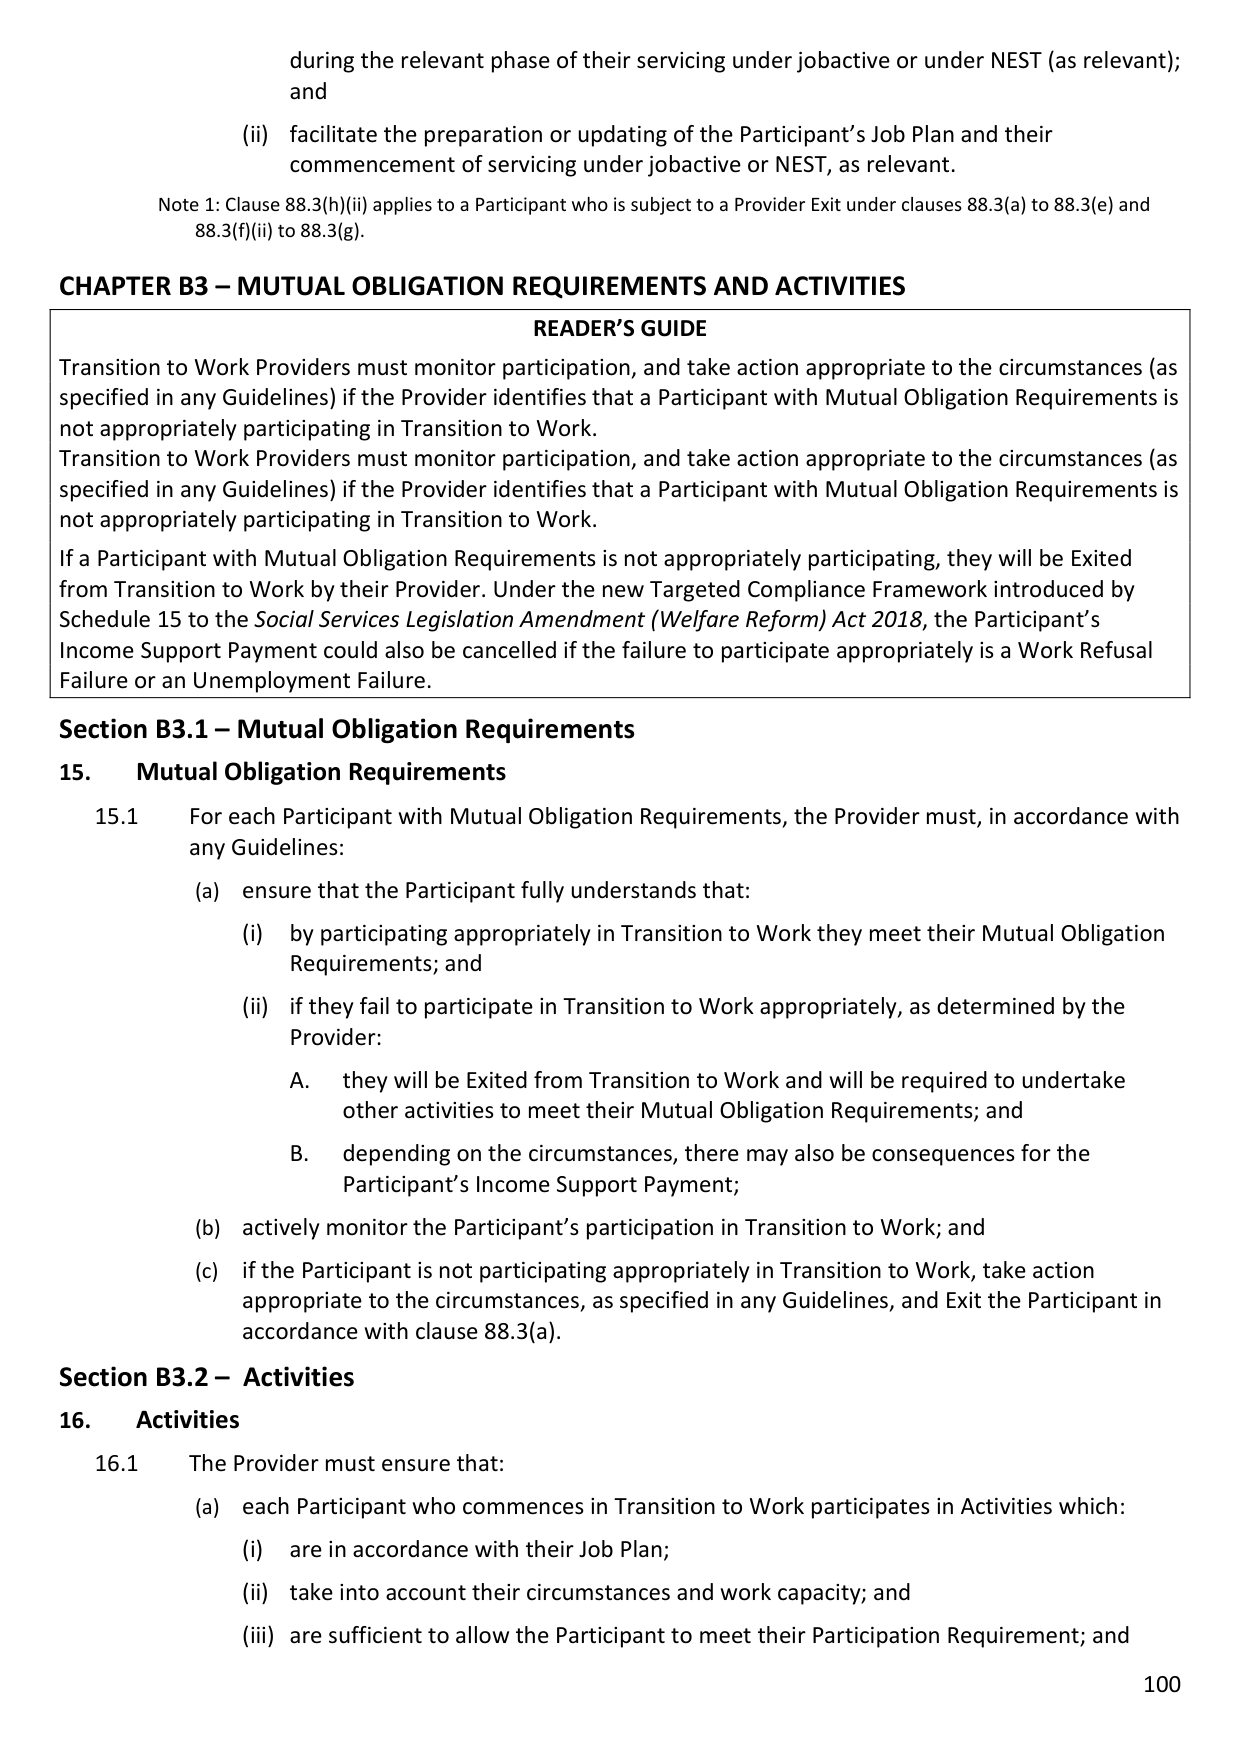 during the relevant phase of their servicing under jobactive or under NEST (as relevant);
and
(ii) facilitate the preparation or updating of the Participant’s Job Plan and their
commencement of servicing under jobactive or NEST, as relevant.
Note 1: Clause 88.3(h)(ii) applies to a Participant who is subject to a Provider Exit under clauses 88.3(a) to 88.3(e) and
88.3(f)(ii) to 88.3(g).
CHAPTER B3 – MUTUAL OBLIGATION REQUIREMENTS AND ACTIVITIES
READER’S GUIDE
Transition to Work Providers must monitor participation, and take action appropriate to the circumstances (as
specified in any Guidelines) if the Provider identifies that a Participant with Mutual Obligation Requirements is
not appropriately participating in Transition to Work.
Transition to Work Providers must monitor participation, and take action appropriate to the circumstances (as
specified in any Guidelines) if the Provider identifies that a Participant with Mutual Obligation Requirements is
not appropriately participating in Transition to Work.
If a Participant with Mutual Obligation Requirements is not appropriately participating, they will be Exited
from Transition to Work by their Provider. Under the new Targeted Compliance Framework introduced by
Schedule 15 to the Social Services Legislation Amendment (Welfare Reform) Act 2018, the Participant’s
Income Support Payment could also be cancelled if the failure to participate appropriately is a Work Refusal
Failure or an Unemployment Failure.
Section B3.1 – Mutual Obligation Requirements
15. Mutual Obligation Requirements
15.1 For each Participant with Mutual Obligation Requirements, the Provider must, in accordance with
any Guidelines:
(a) ensure that the Participant fully understands that:
(i) by participating appropriately in Transition to Work they meet their Mutual Obligation
Requirements; and
(ii) if they fail to participate in Transition to Work appropriately, as determined by the
Provider:
A. they will be Exited from Transition to Work and will be required to undertake
other activities to meet their Mutual Obligation Requirements; and
B. depending on the circumstances, there may also be consequences for the
Participant’s Income Support Payment;
(b) actively monitor the Participant’s participation in Transition to Work; and
(c) if the Participant is not participating appropriately in Transition to Work, take action
appropriate to the circumstances, as specified in any Guidelines, and Exit the Participant in
accordance with clause 88.3(a).
Section B3.2 – Activities
16. Activities
16.1 The Provider must ensure that:
(a) each Participant who commences in Transition to Work participates in Activities which:
(i) are in accordance with their Job Plan;
(ii) take into account their circumstances and work capacity; and
(iii) are sufficient to allow the Participant to meet their Participation Requirement; and
100